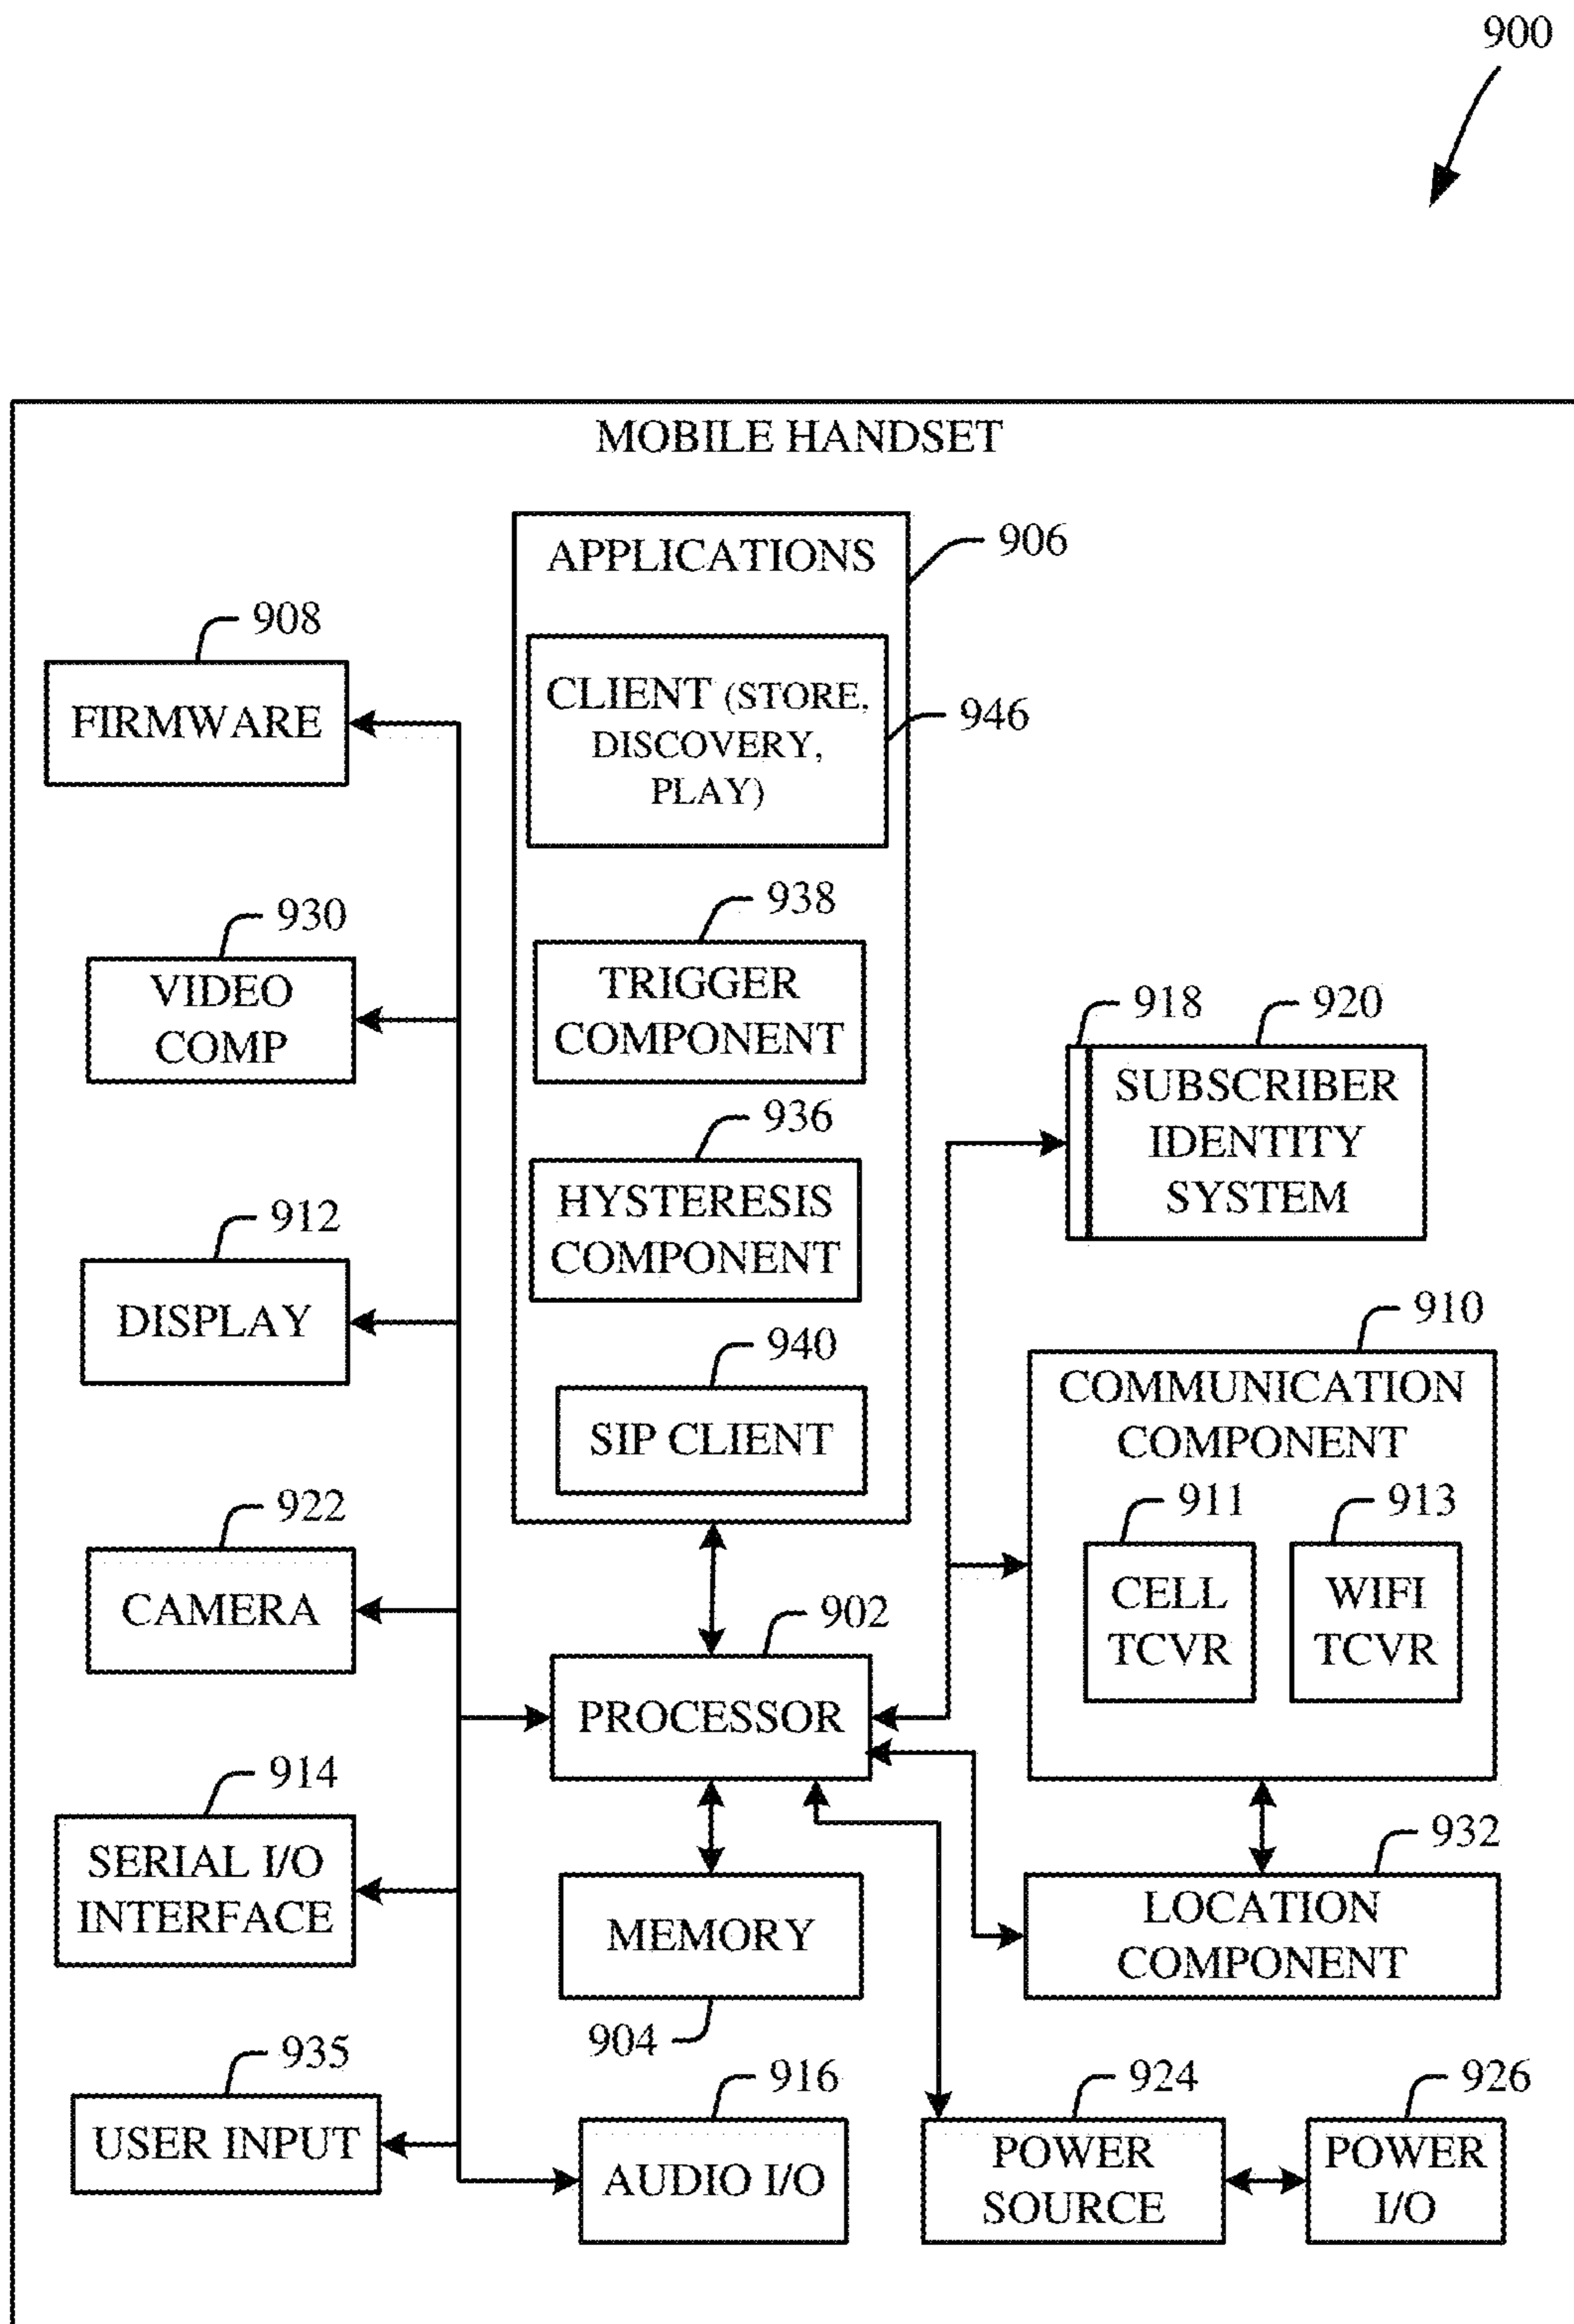 900
MOBILE HANDSET
APPLICATIONS
906
CLIENT (STORE,
DISCOVERY,
PLAY)
946
908
FIRMWARE
938
TRIGGER
COMPONENT
930
VIDEO
COMP
918
920
SUBSCRIBER
IDENTITY
SYSTEM
936
HYSTERESIS
COMPONENT
912
DISPLAY
940
SIP CLIENT
910
COMMUNICATION
COMPONENT
911
CELL
TCVR
913
WIFI
TCVR
922
CAMERA
902
PROCESSOR
914
SERIAL I/O
INTERFACE
MEMORY
904
932
LOCATION
COMPONENT
935
USER INPUT
916
AUDIO I/O
924
POWER
SOURCE
926
POWER
I/O